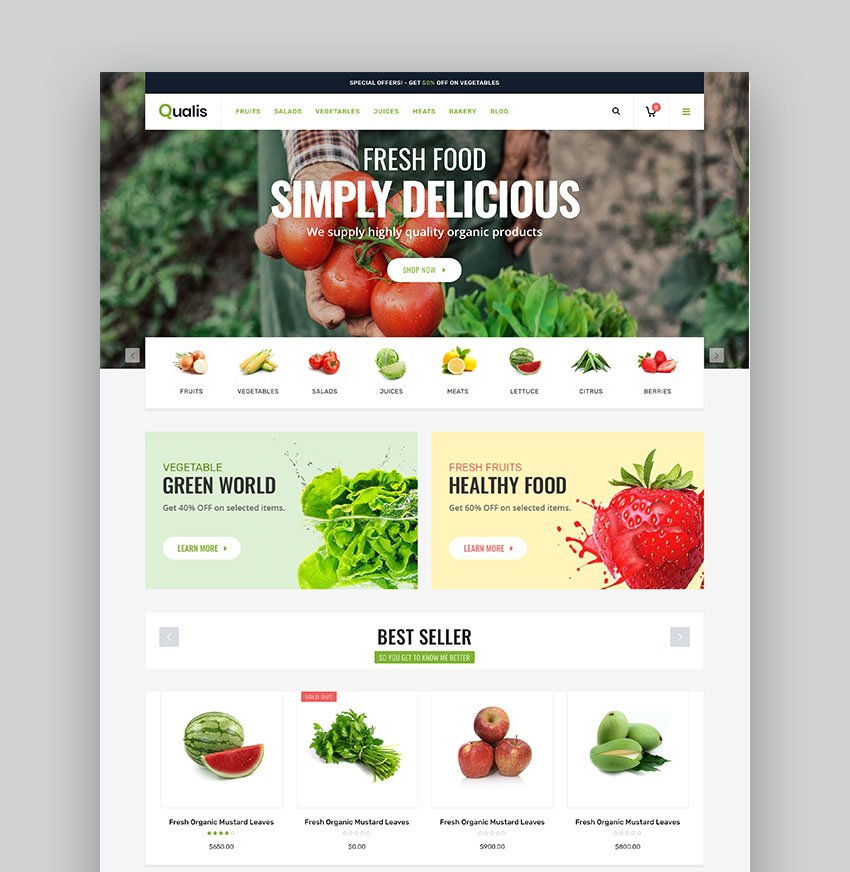 SPECIAL OFFERS! - GET 50% OFF ON VEGETABLES
Qualis
FRUITS SALADS VEGETABLES JUICES MEATS BAKERY BLOG
0
FRESH FOOD
SIMPLY DELICIOUS
We supply highly quality organic products
SHOP NOW
FRUITS VEGETABLES SALADS JUICES MEATS LETTUCE CITRUS BERRIES
VEGETABLE
GREEN WORLD
Get 40% OFF on selected items.
LEARN MORE
FRESH FRUITS
HEALTHY FOOD
Get 60% OFF on selected items.
LEARN MORE
BEST SELLER
SO YOU GET TO KNOW ME BETTER
SOLD OUT
Fresh Organic Mustard Leaves Fresh Organic Mustard Leaves Fresh Organic Mustard Leaves Fresh Organic Mustard Leaves
$650.00 $0.00 $900.00 $800.00